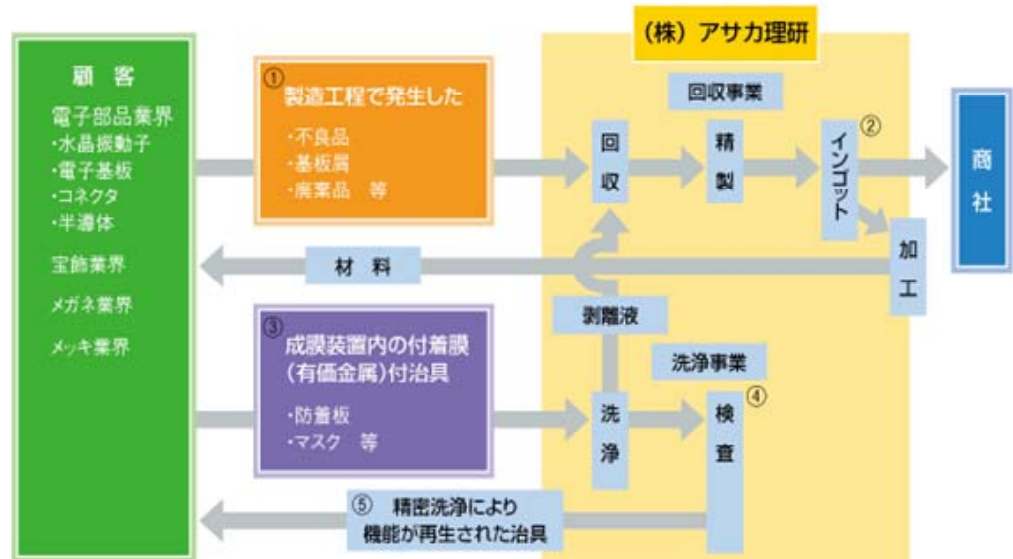 (株)アサカ理研
顧 客
電子部品業界
・水晶振動子
・電子基板
・コネクタ
・半導体
宝飾業界
メガネ業界
メッキ業界
①
製造工程で発生した
・不良品
・基板屑
・廃棄品 等
回収事業
回収
精製
インゴット
②
商社
材 料
加工
③
成膜装置内の付着膜
(有価金属)付治具
・防着板
・マスク 等
剥離液
洗浄事業
洗浄
検査
④
⑤ 精密洗浄により
機能が再生された治具